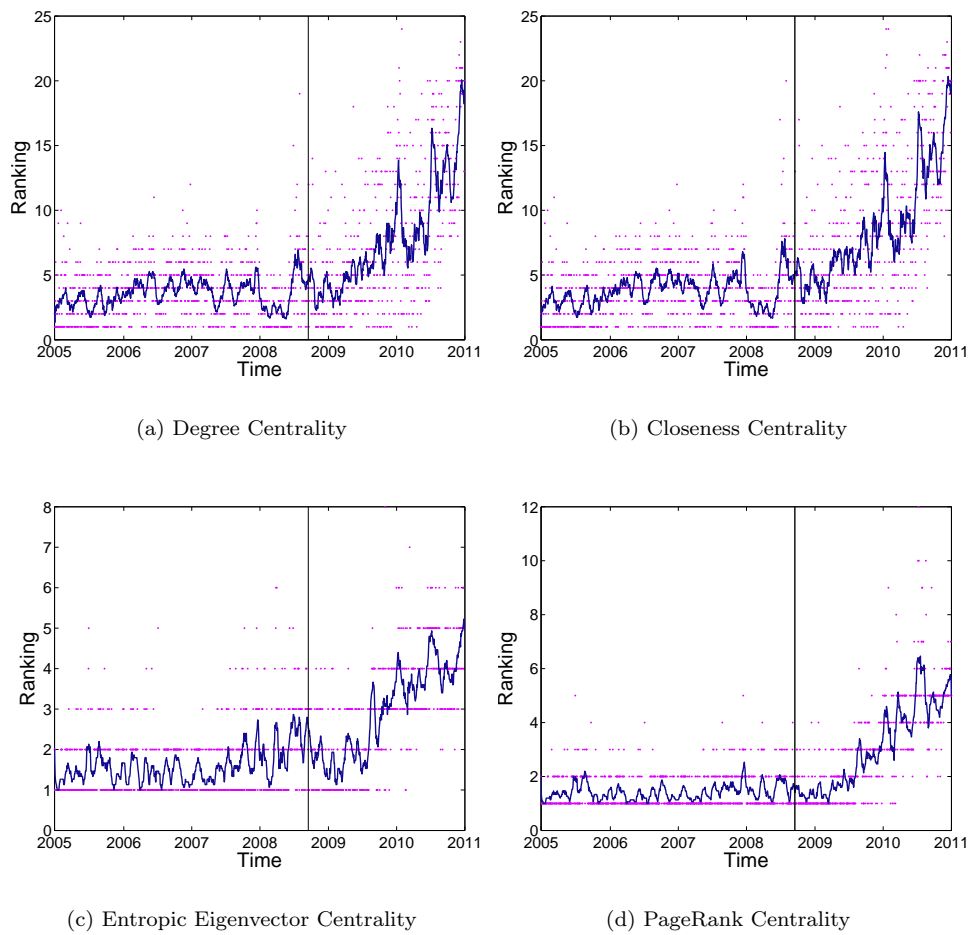 25
20
15
10
5
0
Ranking
2005 2006 2007 2008 2009 2010 2011
Time
(a) Degree Centrality
25
20
15
10
5
0
Ranking
2005 2006 2007 2008 2009 2010 2011
Time
(b) Closeness Centrality
8
7
6
5
4
3
2
1
0
Ranking
2005 2006 2007 2008 2009 2010 2011
Time
(c) Entropic Eigenvector Centrality
12
10
8
6
4
2
0
Ranking
2005 2006 2007 2008 2009 2010 2011
Time
(d) PageRank Centrality